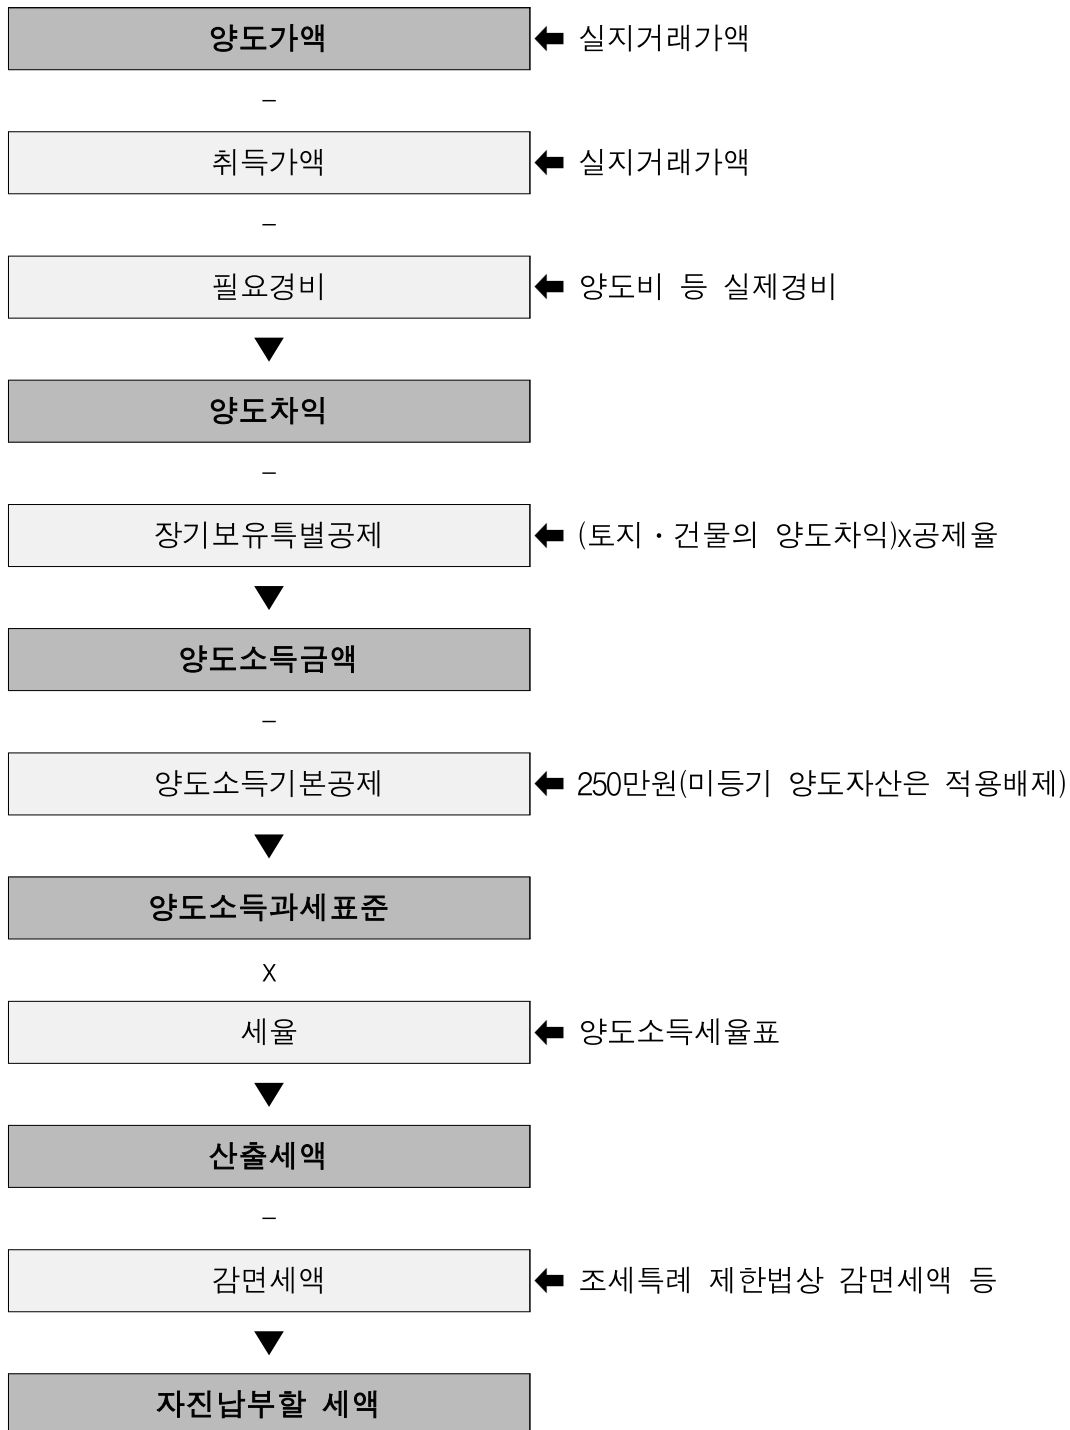 양도가액 ⬅ 실지거래가액
－
취득가액 ⬅ 실지거래가액
－
필요경비 ⬅ 양도비 등 실제경비
▼
양도차익
－
장기보유특별공제 ⬅ (토지·건물의 양도차익)x공제율
▼
양도소득금액
－
양도소득기본공제 ⬅ 250만원(미등기 양도자산은 적용배제)
▼
양도소득과세표준
x
세율 ⬅ 양도소득세율표
▼
산출세액
－
감면세액 ⬅ 조세특례 제한법상 감면세액 등
▼
자진납부할 세액